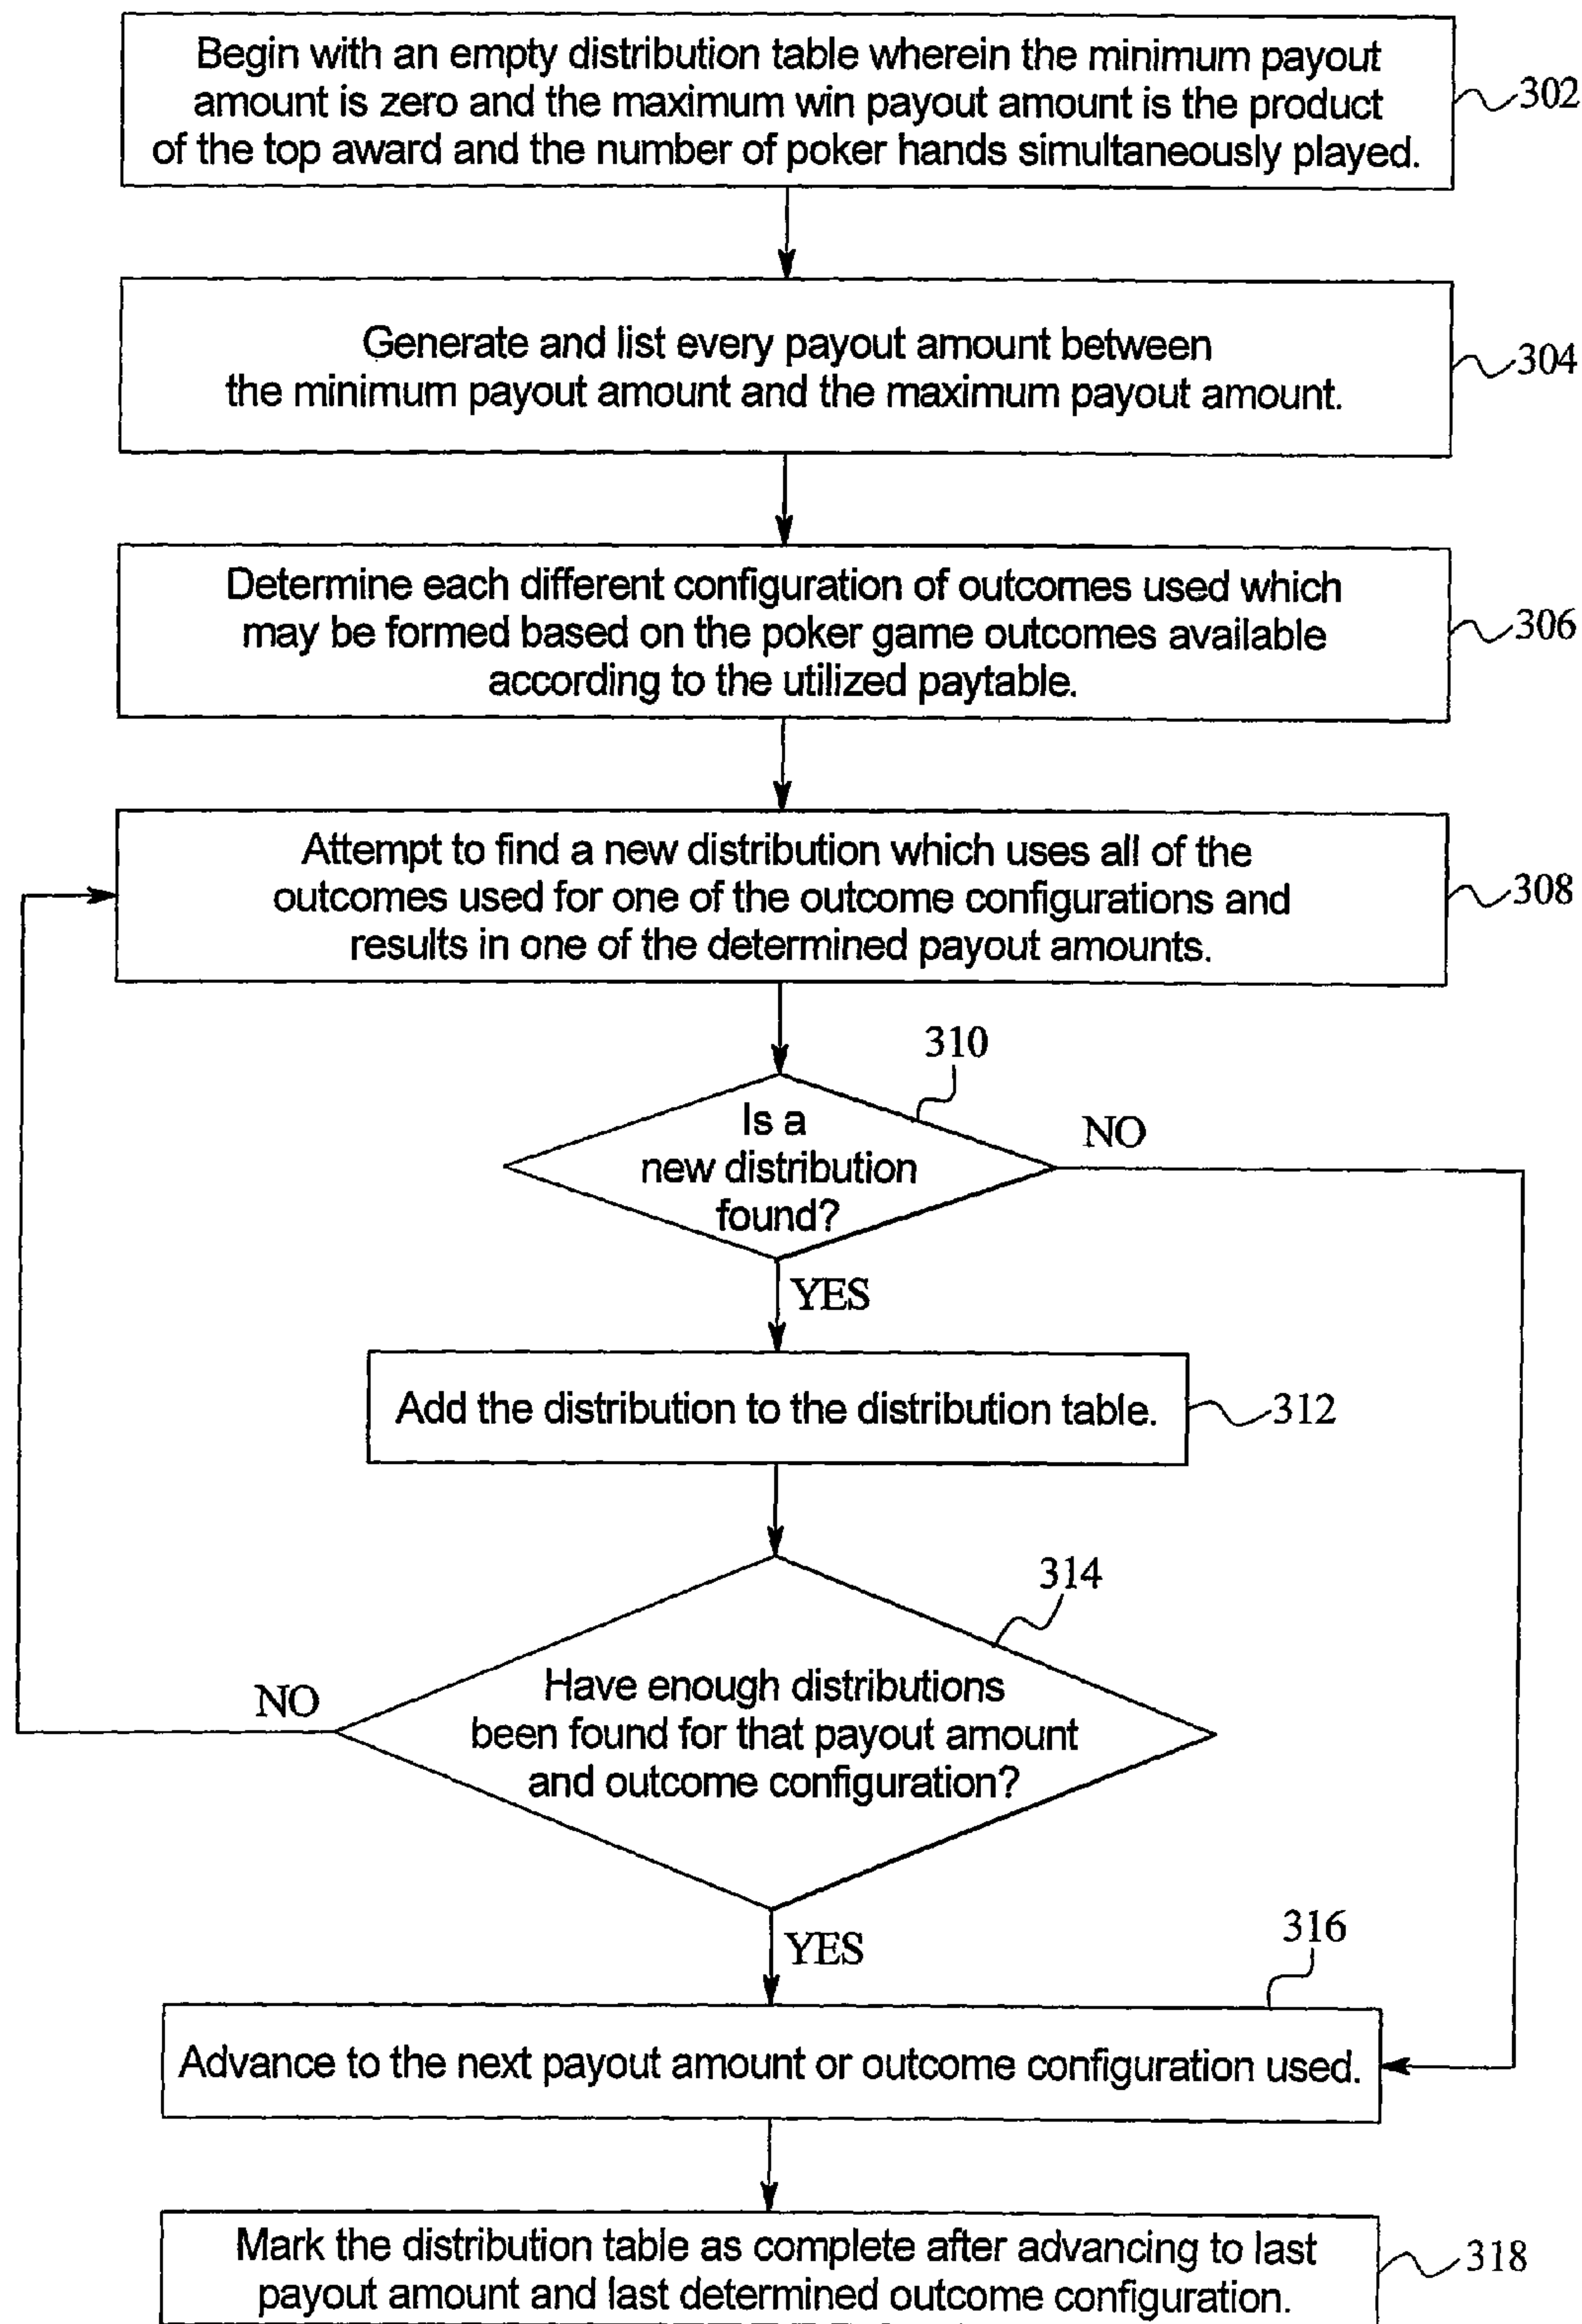 Begin with an empty distribution table wherein the minimum payout
amount is zero and the maximum win payout amount is the product
of the top award and the number of poker hands simultaneously played.
302
Generate and list every payout amount between
the minimum payout amount and the maximum payout amount.
304
Determine each different configuration of outcomes used which
may be formed based on the poker game outcomes available
according to the utilized paytable.
306
Attempt to find a new distribution which uses all of the
outcomes used for one of the outcome configurations and
results in one of the determined payout amounts.
308
310
Is a
new distribution
found?
NO
YES
Add the distribution to the distribution table.
312
314
Have enough distributions
been found for that payout amount
and outcome configuration?
NO
YES
316
Advance to the next payout amount or outcome configuration used.
Mark the distribution table as complete after advancing to last
payout amount and last determined outcome configuration.
318